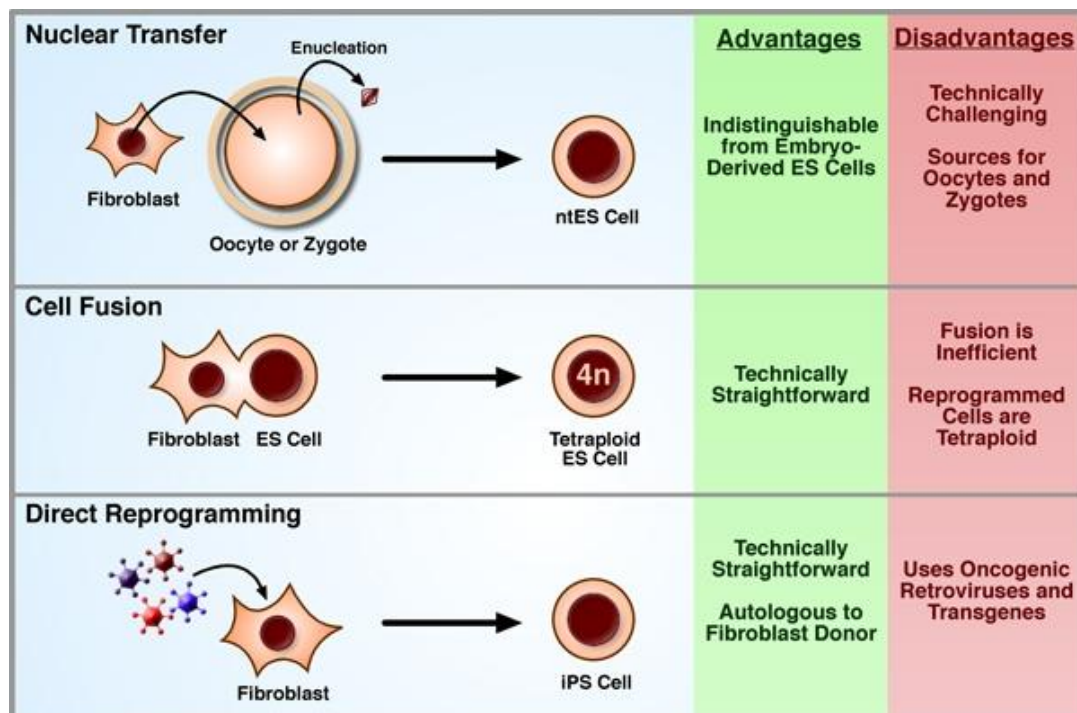 Nuclear Transfer
Enucleation
Fibroblast
Oocyte or Zygote
ntES Cell
Advantages
Indistinguishable
from Embryo-
Derived ES Cells
Disadvantages
Technically
Challenging
Sources for
Oocytes and
Zygotes
Cell Fusion
Fibroblast
ES Cell
4n
Tetraploid
ES Cell
Technically
Straightforward
Fusion is
Inefficient
Reprogrammed
Cells are
Tetraploid
Direct Reprogramming
Fibroblast
iPS Cell
Technically
Straightforward
Autologous to
Fibroblast Donor
Uses Oncogenic
Retroviruses and
Transgenes